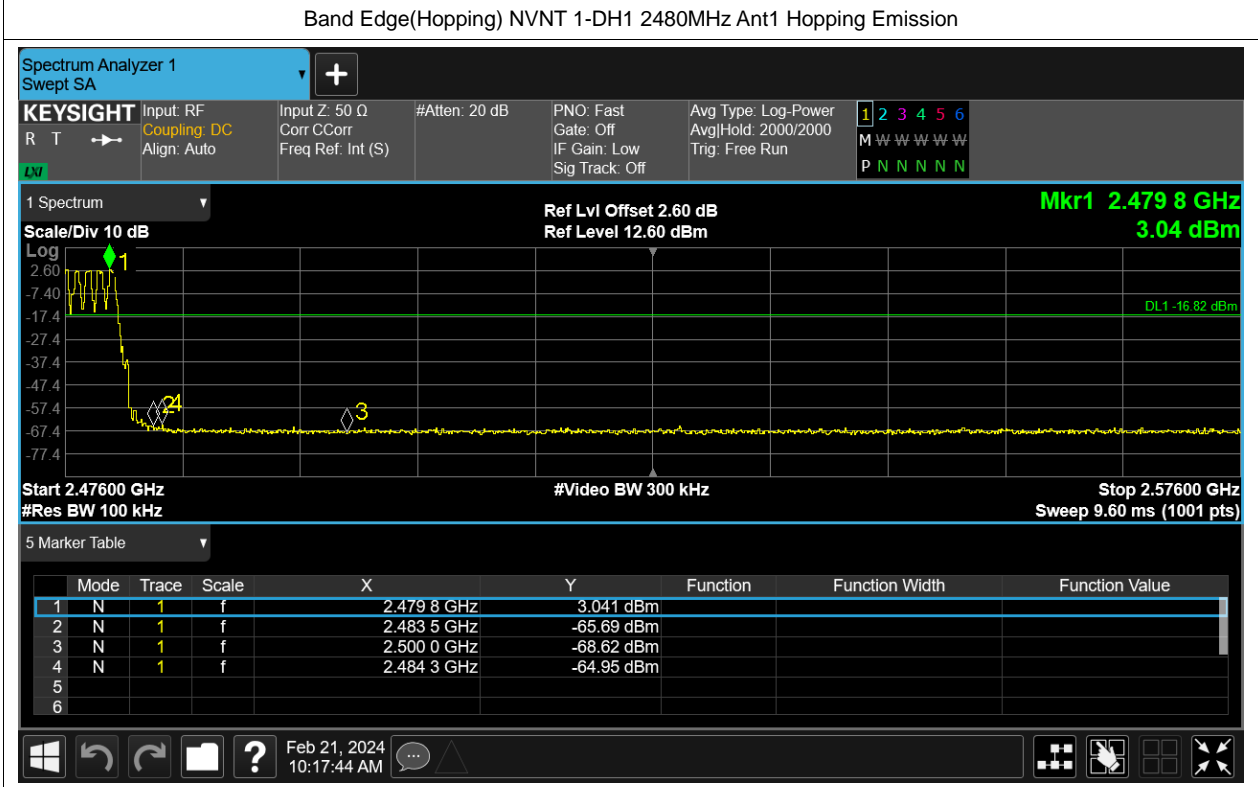 Band Edge(Hopping) NVNT 1-DH1 2480MHz Ant1 Hopping Emission
Spectrum Analyzer 1
Swept SA
+
KEYSIGHT
R T
LXI
Input: RF
Coupling: DC
Align: Auto
Input Z: 50 Ω
Corr CCorr
Freq Ref: Int (S)
#Atten: 20 dB
PNO: Fast
Gate: Off
IF Gain: Low
Sig Track: Off
Avg Type: Log-Power
Avg|Hold: 2000/2000
Trig: Free Run
1 2 3 4 5 6
M W W W W W
P N N N N N
1 Spectrum
Scale/Div 10 dB
Ref Lvl Offset 2.60 dB
Ref Level 12.60 dBm
Mkr1 2.479 8 GHz
3.04 dBm
Log
2.60
-7.40
-17.4
-27.4
-37.4
-47.4
-57.4
-67.4
-77.4
1
DL1 -16.82 dBm
2 4
3
Start 2.47600 GHz
#Res BW 100 kHz
#Video BW 300 kHz
Stop 2.57600 GHz
Sweep 9.60 ms (1001 pts)
5 Marker Table
Mode Trace Scale X Y Function Function Width Function Value
1 N 1 f 2.479 8 GHz 3.041 dBm
2 N 1 f 2.483 5 GHz -65.69 dBm
3 N 1 f 2.500 0 GHz -68.62 dBm
4 N 1 f 2.484 3 GHz -64.95 dBm
5
6
?
Feb 21, 2024
10:17:44 AM